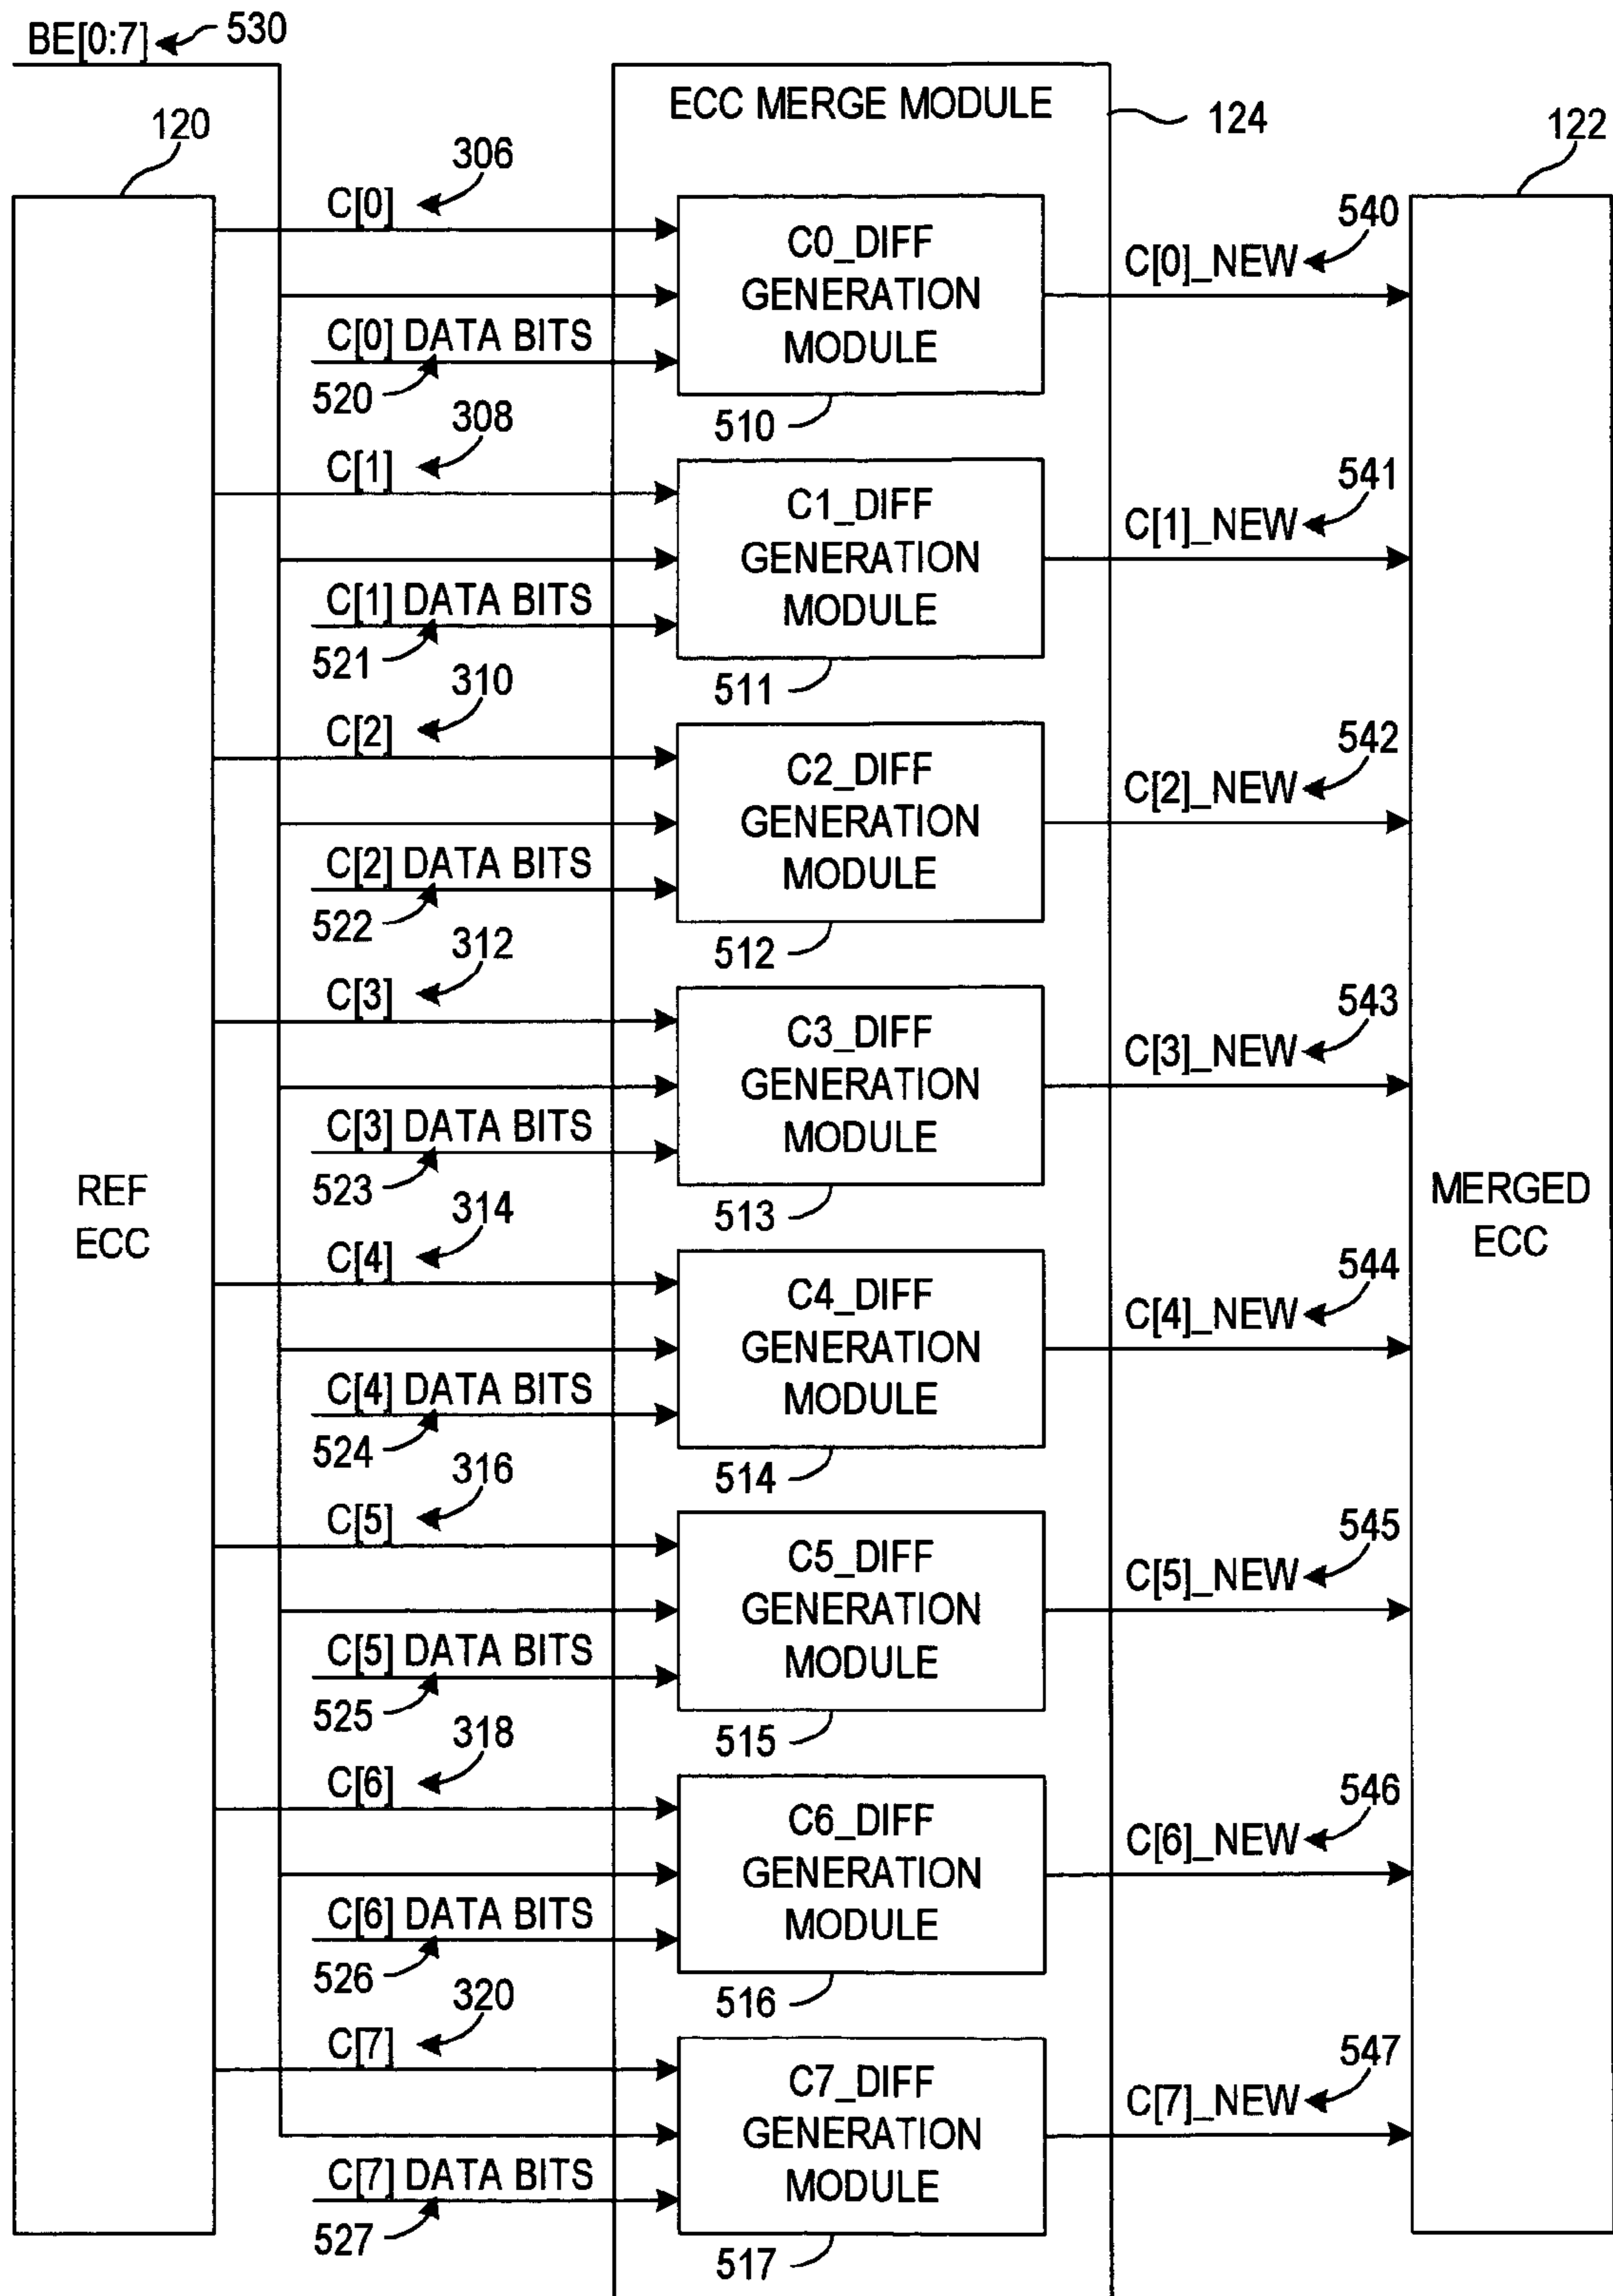 BE[0:7] 530
ECC MERGE MODULE
124
120
122
C[0] 306
C0_DIFF
GENERATION
MODULE
510
C[0] DATA BITS
520
C[0]_NEW 540
C[1] 308
C1_DIFF
GENERATION
MODULE
511
C[1] DATA BITS
521
C[1]_NEW 541
C[2] 310
C2_DIFF
GENERATION
MODULE
512
C[2] DATA BITS
522
C[2]_NEW 542
C[3] 312
C3_DIFF
GENERATION
MODULE
513
C[3] DATA BITS
523
C[3]_NEW 543
REF
ECC
MERGED
ECC
C[4] 314
C4_DIFF
GENERATION
MODULE
514
C[4] DATA BITS
524
C[4]_NEW 544
C[5] 316
C5_DIFF
GENERATION
MODULE
515
C[5] DATA BITS
525
C[5]_NEW 545
C[6] 318
C6_DIFF
GENERATION
MODULE
516
C[6] DATA BITS
526
C[6]_NEW 546
C[7] 320
C7_DIFF
GENERATION
MODULE
517
C[7] DATA BITS
527
C[7]_NEW 547